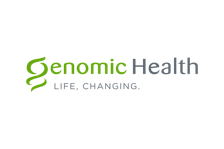 genomic Health
LIFE, CHANGING.